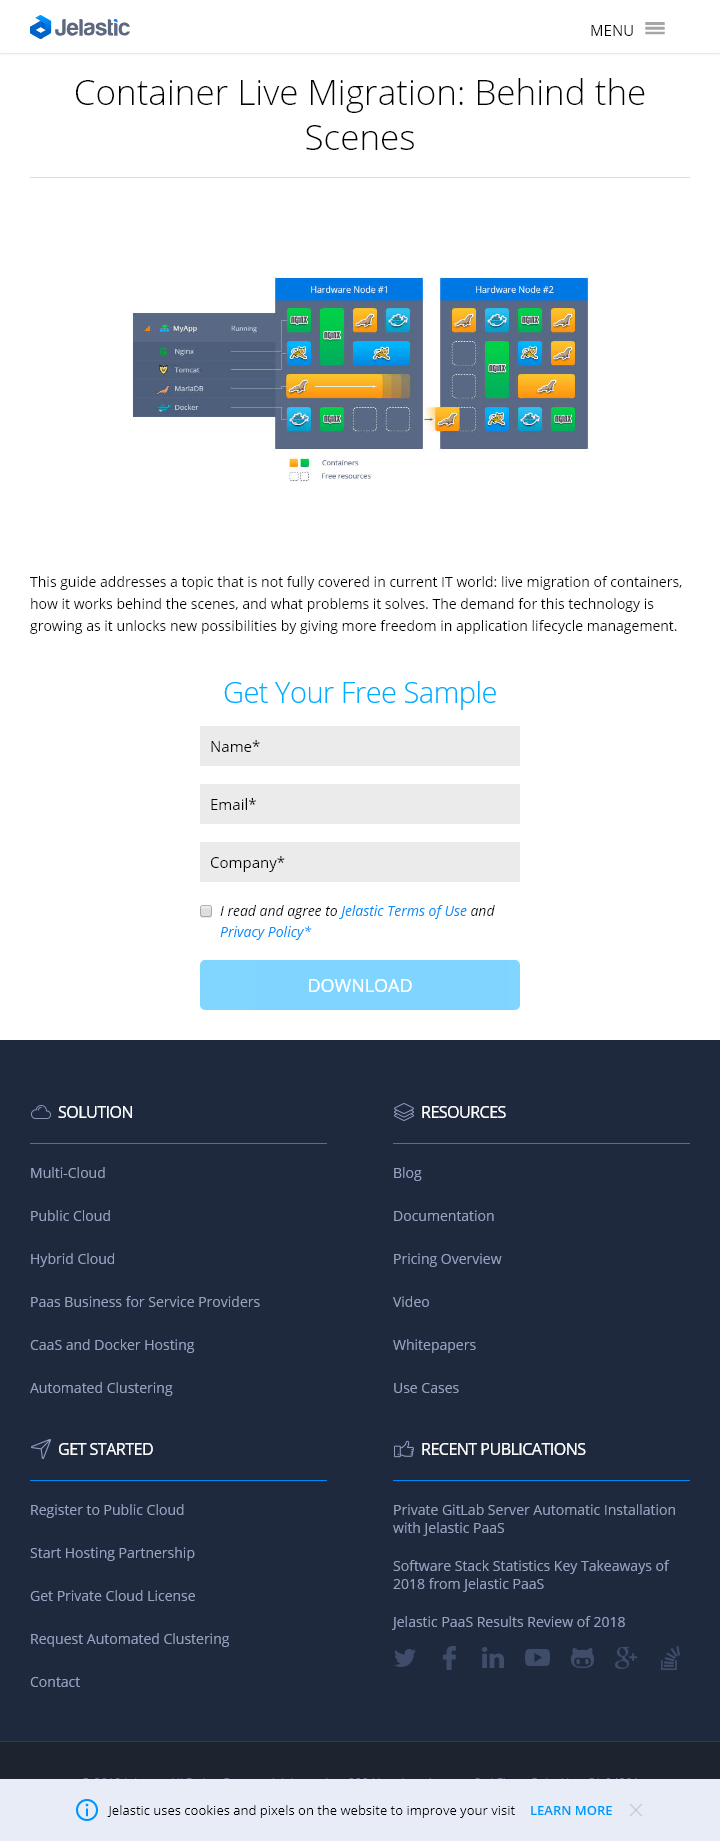 Jelastic
MENU
Container Live Migration: Behind the
Scenes
Hardware Node #1
Hardware Node #2
MyApp Running
Nginx
Tomcat
MariaDB
Docker
NGINX
NGINX
NGINX
NGINX
NGINX
NGINX
Containers
Free resources
This guide addresses a topic that is not fully covered in current IT world: live migration of containers,
how it works behind the scenes, and what problems it solves. The demand for this technology is
growing as it unlocks new possibilities by giving more freedom in application lifecycle management.
Get Your Free Sample
Name*
Email*
Company*
I read and agree to Jelastic Terms of Use and
Privacy Policy*
DOWNLOAD
SOLUTION
Multi-Cloud
Public Cloud
Hybrid Cloud
Paas Business for Service Providers
CaaS and Docker Hosting
Automated Clustering
RESOURCES
Blog
Documentation
Pricing Overview
Video
Whitepapers
Use Cases
GET STARTED
Register to Public Cloud
Start Hosting Partnership
Get Private Cloud License
Request Automated Clustering
Contact
RECENT PUBLICATIONS
Private GitLab Server Automatic Installation
with Jelastic PaaS
Software Stack Statistics Key Takeaways of
2018 from Jelastic PaaS
Jelastic PaaS Results Review of 2018
Jelastic uses cookies and pixels on the website to improve your visit LEARN MORE